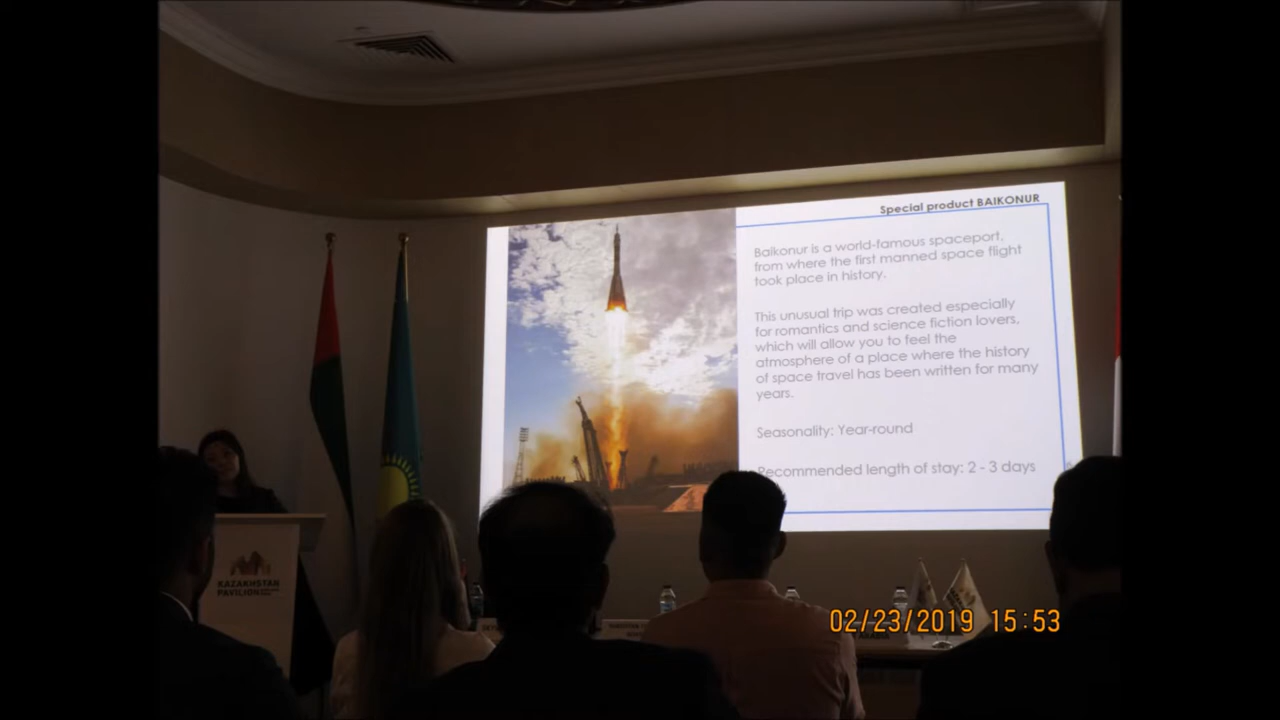 Special product BAIKONUR
Baikonur is a world-famous spaceport,
from where the first manned space flight
took place in history.
This unusual trip was created especially
for romantics and science fiction lovers,
which will allow you to feel the
atmosphere of a place where the history
of space travel has been written for many
years.
Seasonality: Year-round
Recommended length of stay: 2 - 3 days
KAZAKHSTAN
PAVILION
02/23/2019 15:53